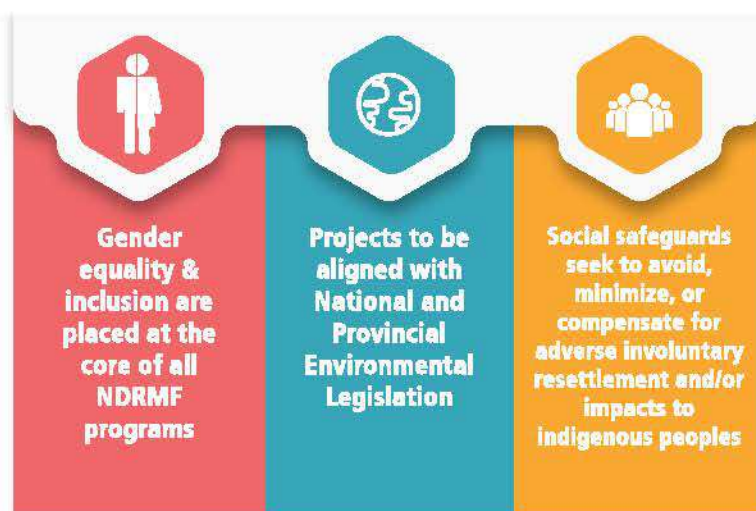 Gender
equality &
inclusion are
placed at the
core of all
NDRMF
programs
Projects to be
aligned with
National and
Provincial
Environmental
Legislation
Social safeguards
seek to avoid,
minimize, or
compensate for
adverse involuntary
resettlement and/or
impacts to
indigenous peoples